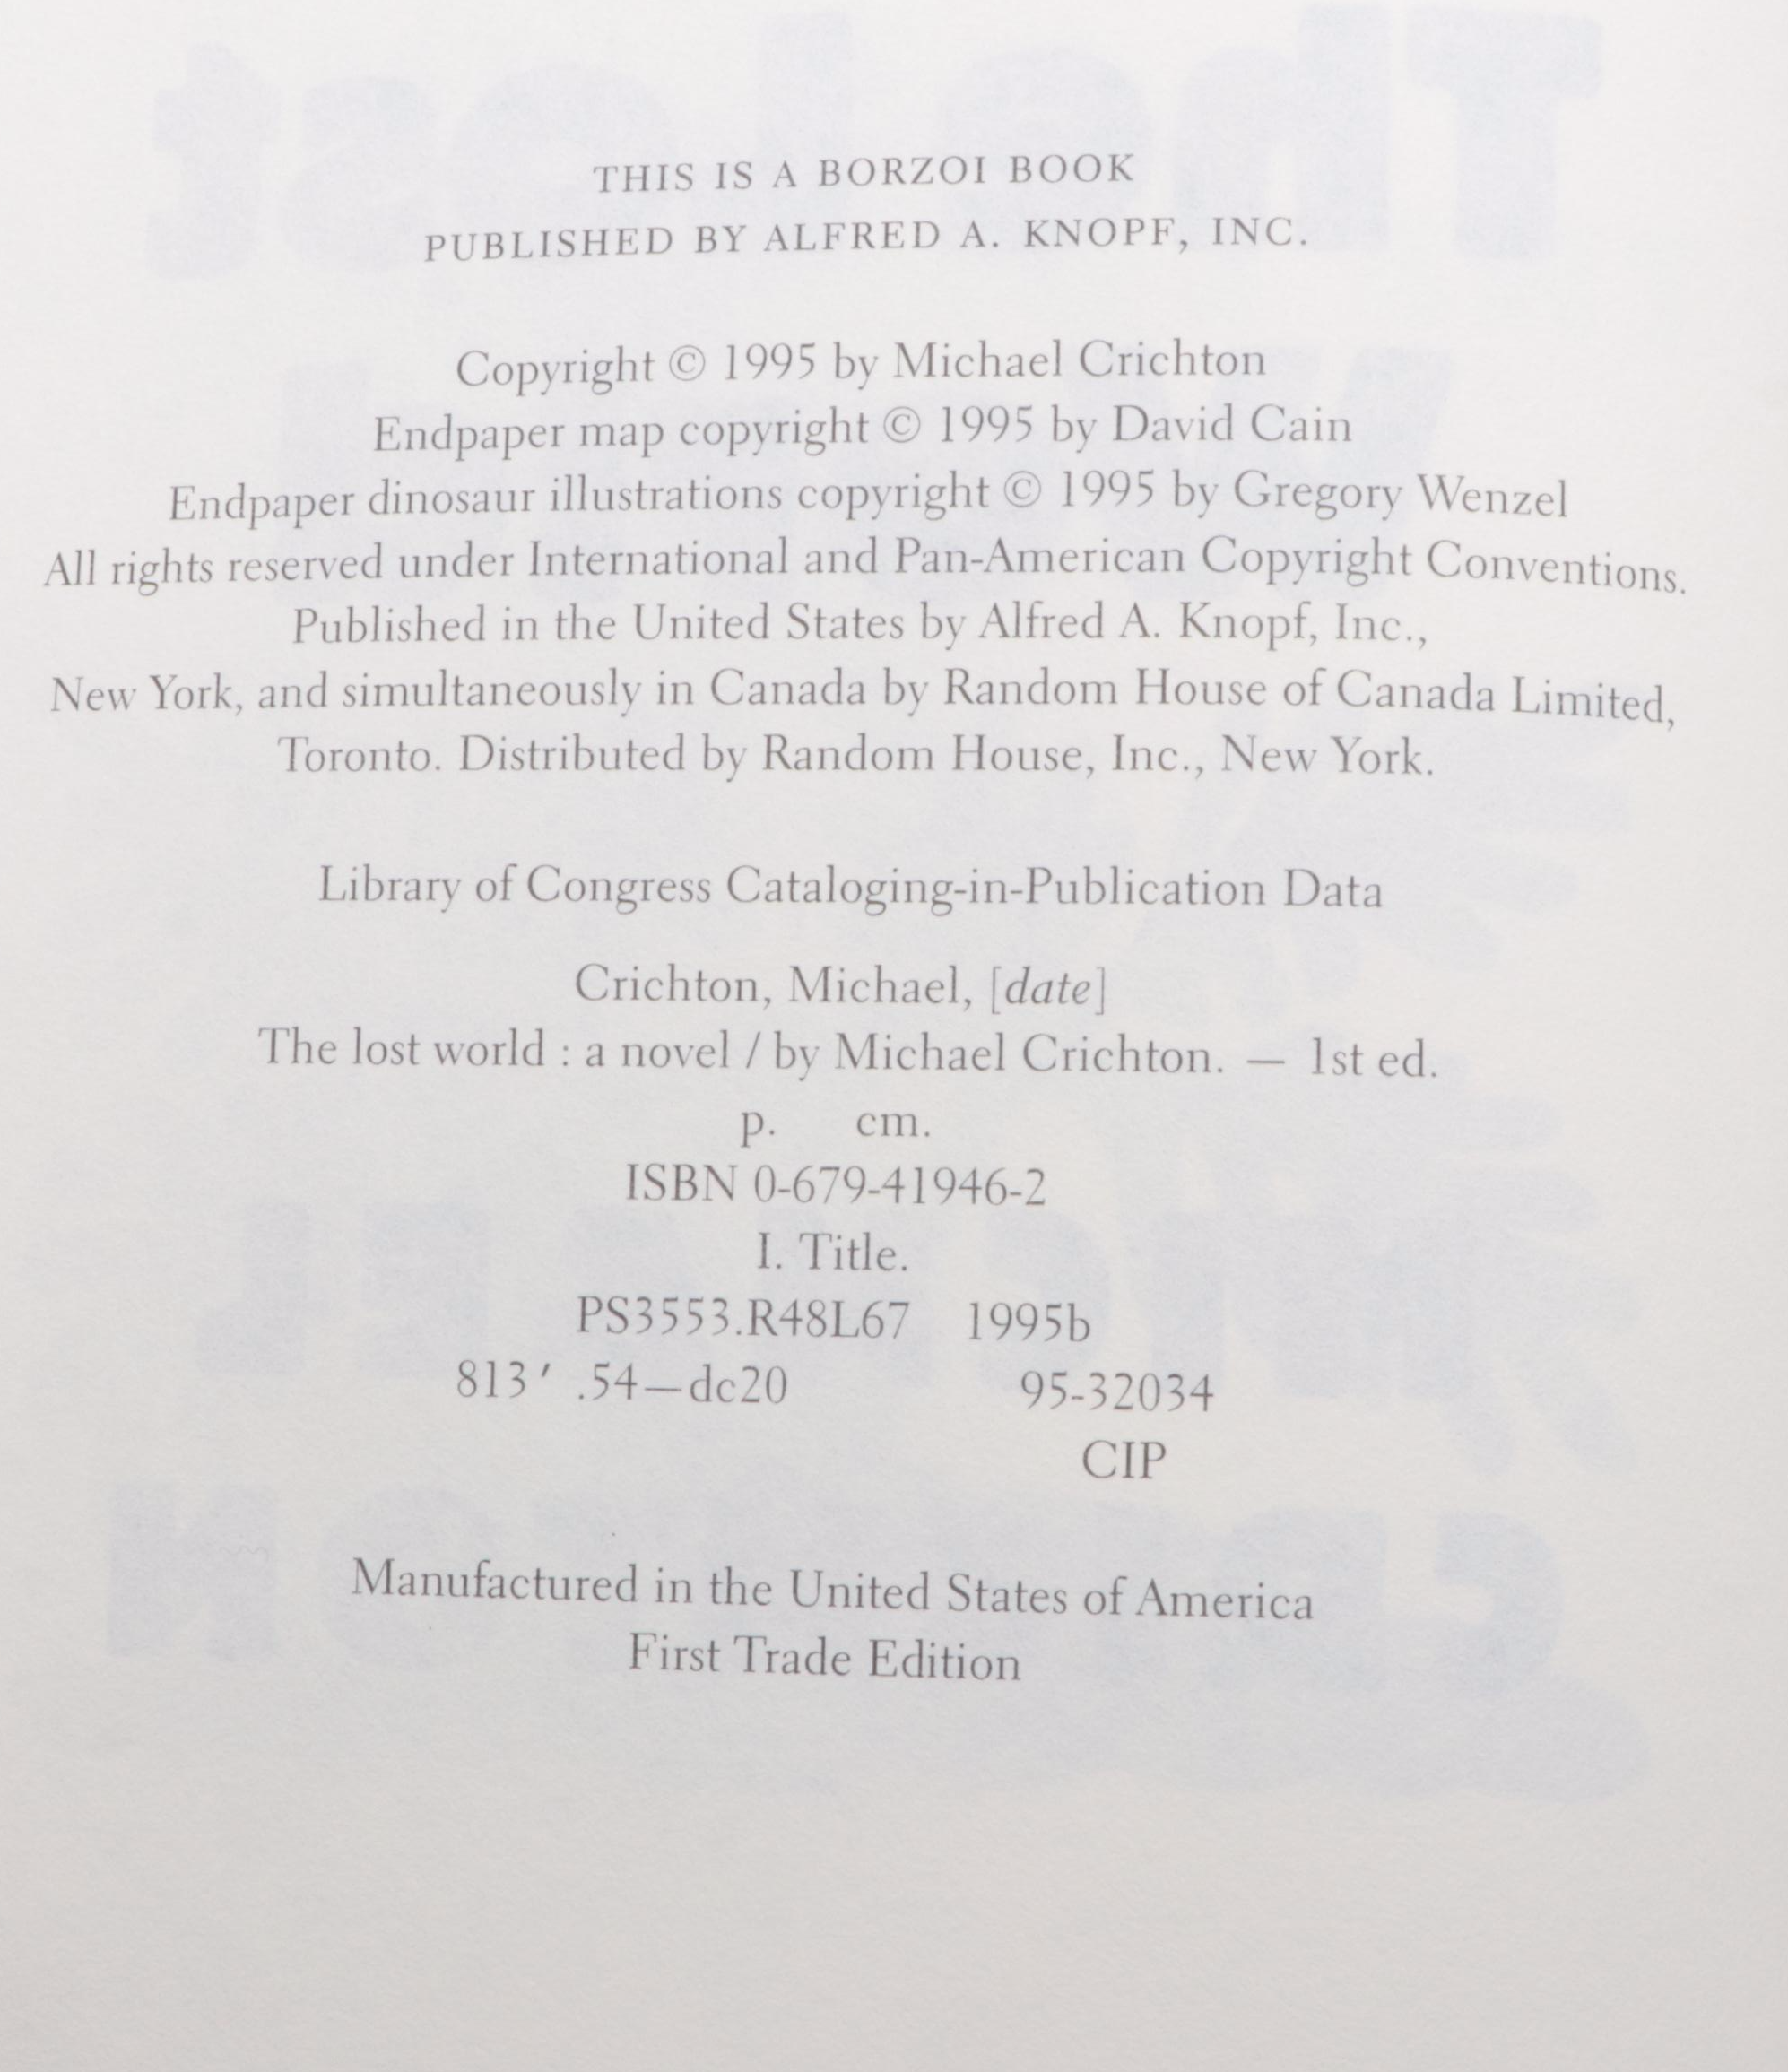 THIS IS A BORZOI BOOK
PUBLISHED BY ALFRED A. KNOPF, INC.
Copyright © 1995 by Michael Crichton
Endpaper map copyright © 1995 by David Cain
Endpaper dinosaur illustrations copyright © 1995 by Gregory Wenzel
All rights reserved under International and Pan-American Copyright Conventions.
Published in the United States by Alfred A. Knopf, Inc.,
New York, and simultaneously in Canada by Random House of Canada Limited,
Toronto. Distributed by Random House, Inc., New York.
Library of Congress Cataloging-in-Publication Data
Crichton, Michael, [date]
The lost world : a novel / by Michael Crichton. — 1st ed.
p. cm.
ISBN 0-679-41946-2
I. Title.
PS3553.R48L67 1995b
813′ .54—dc20 95-32034
CIP
Manufactured in the United States of America
First Trade Edition